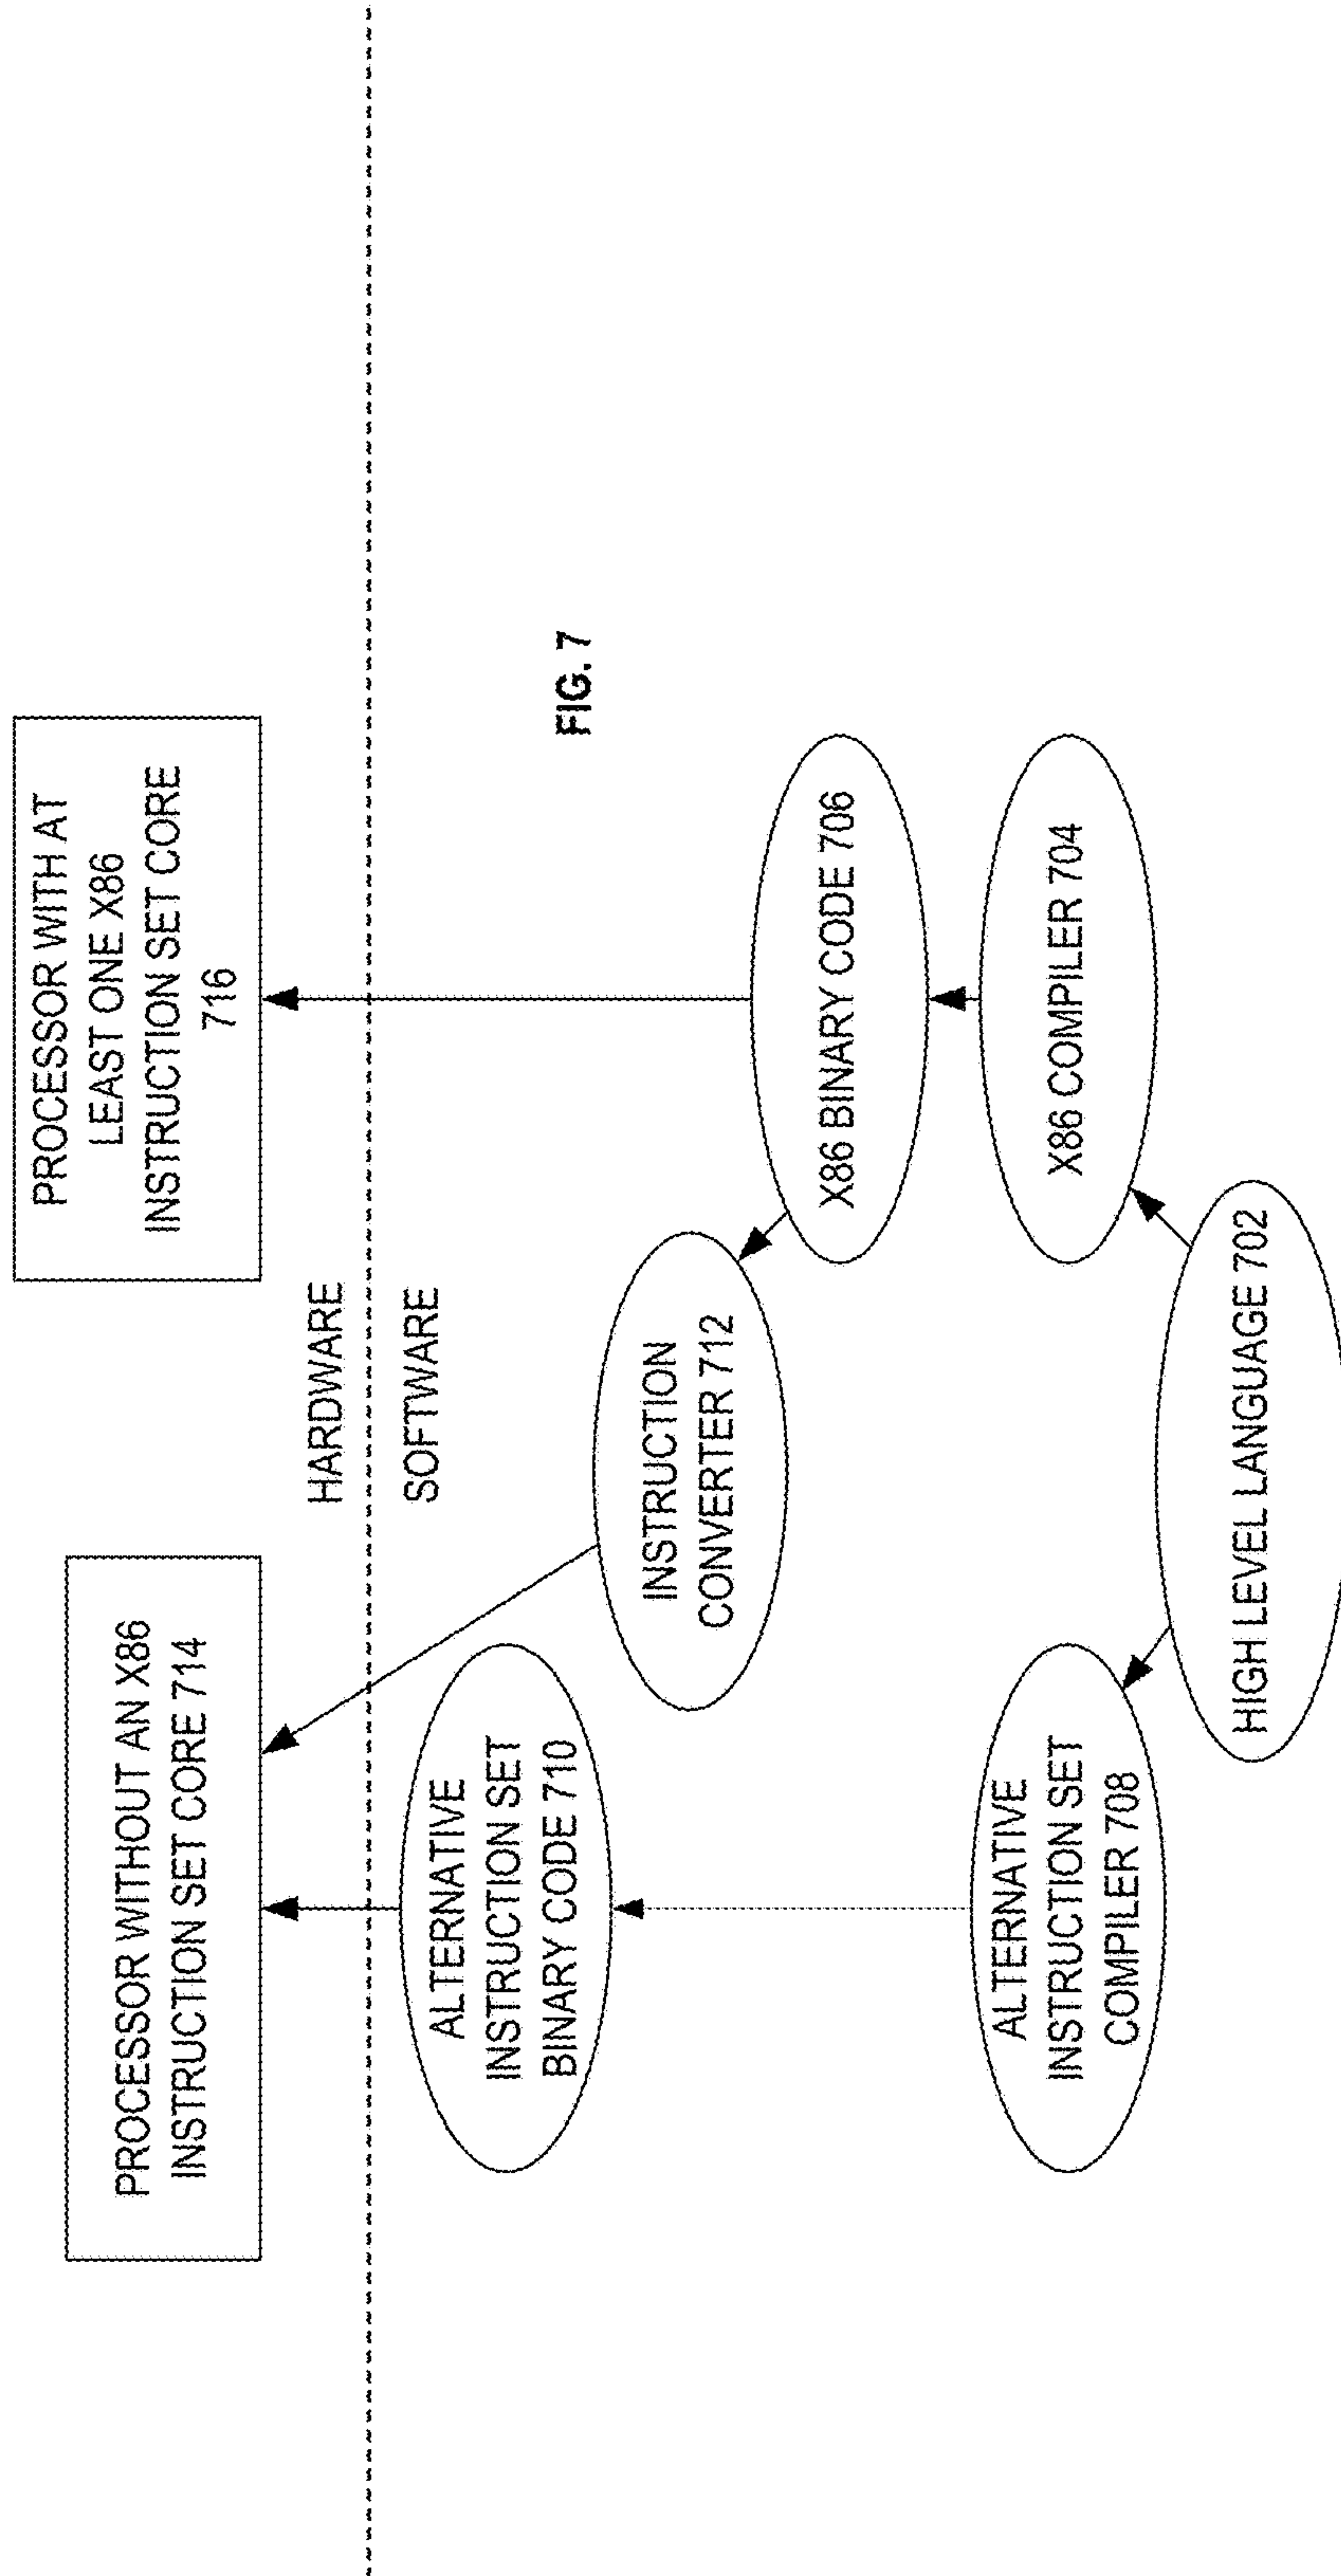 PROCESSOR WITHOUT AN X86
INSTRUCTION SET CORE 714
PROCESSOR WITH AT
LEAST ONE X86
INSTRUCTION SET CORE
716
HARDWARE
SOFTWARE
ALTERNATIVE
INSTRUCTION SET
BINARY CODE 710
INSTRUCTION
CONVERTER 712
FIG. 7
X86 BINARY CODE 706
ALTERNATIVE
INSTRUCTION SET
COMPILER 708
X86 COMPILER 704
HIGH LEVEL LANGUAGE 702